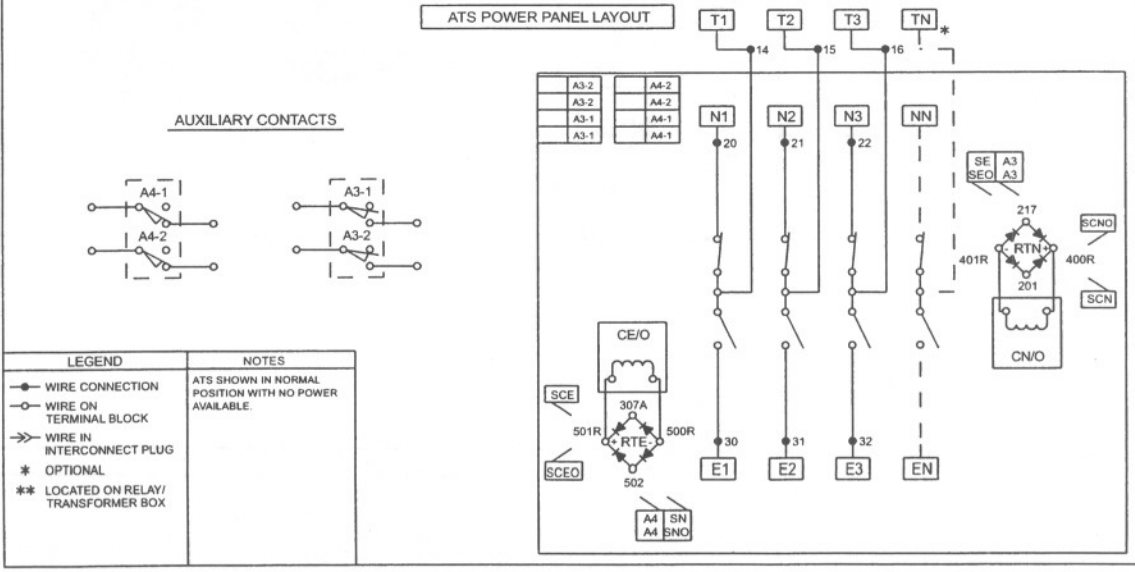 ATS POWER PANEL LAYOUT
T1
T2
T3
TN
*
14
15
16
A3-2
A3-2
A3-1
A3-1
A4-2
A4-2
A4-1
A4-1
N1
N2
N3
NN
20
21
22
AUXILIARY CONTACTS
A4-1
A4-2
A3-1
A3-2
SE A3
SEO A3
217
SCNO
401R
- RTN +
400R
201
SCN
CN/O
CE/O
SCE
307A
501R
+ RTE -
500R
SCEO
502
A4 SN
A4 SNO
30
31
32
E1
E2
E3
EN
LEGEND
WIRE CONNECTION
WIRE ON
TERMINAL BLOCK
WIRE IN
INTERCONNECT PLUG
* OPTIONAL
** LOCATED ON RELAY/
TRANSFORMER BOX
NOTES
ATS SHOWN IN NORMAL
POSITION WITH NO POWER
AVAILABLE.